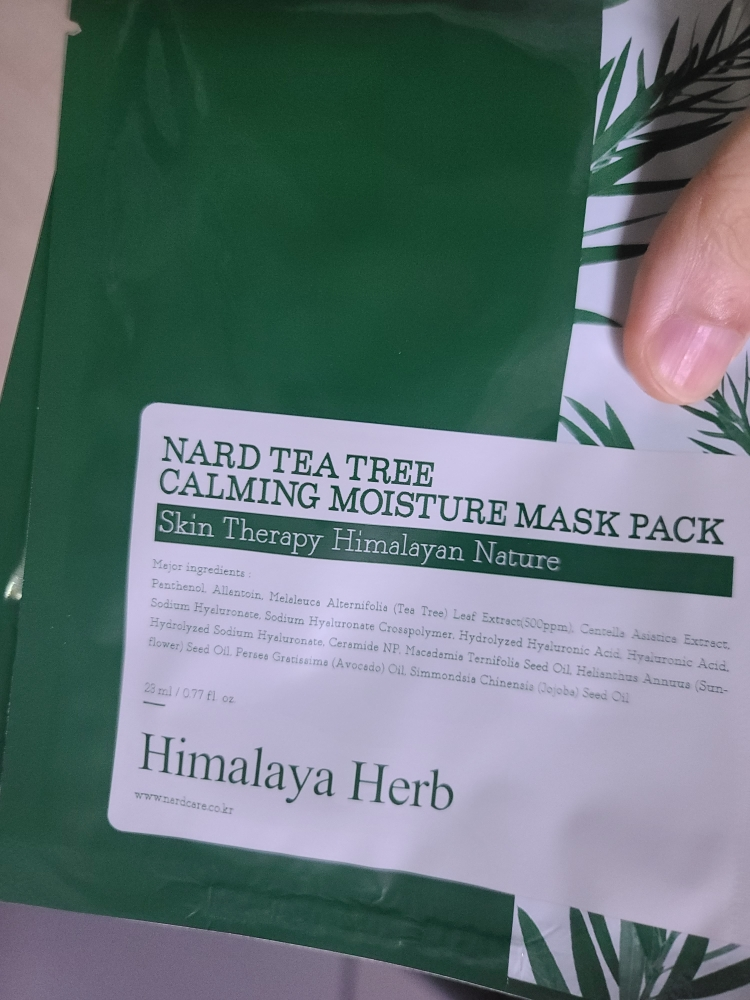 NARD TEA TREE
CALMING MOISTURE MASK PACK
Skin Therapy Himalayan Nature
Major ingredients :
Panthenol, Allantoin, Melaleuca Alternifolia (Tea Tree) Leaf Extract(500ppm), Centella Asiatica Extract,
Sodium Hyaluronate, Sodium Hyaluronate Crosspolymer, Hydrolyzed Hyaluronic Acid, Hyaluronic Acid,
Hydrolyzed Sodium Hyaluronate, Ceramide NP, Macadamia Ternifolia Seed Oil, Helianthus Annuus (Sun-
flower) Seed Oil, Persea Gratissima (Avocado) Oil, Simmondsia Chinensis (Jojoba) Seed Oil
23 ml / 0.77 fl. oz.
Himalaya Herb
www.nardcare.co.kr